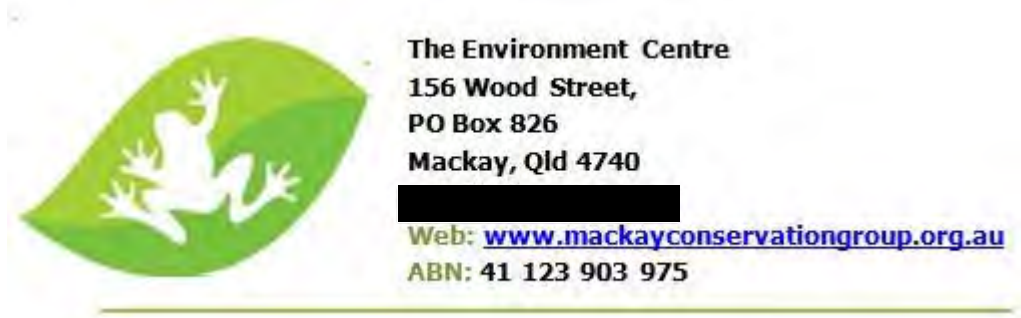 The Environment Centre
156 Wood Street,
PO Box 826
Mackay, Qld 4740
Web: www.mackayconservationgroup.org.au
ABN: 41 123 903 975